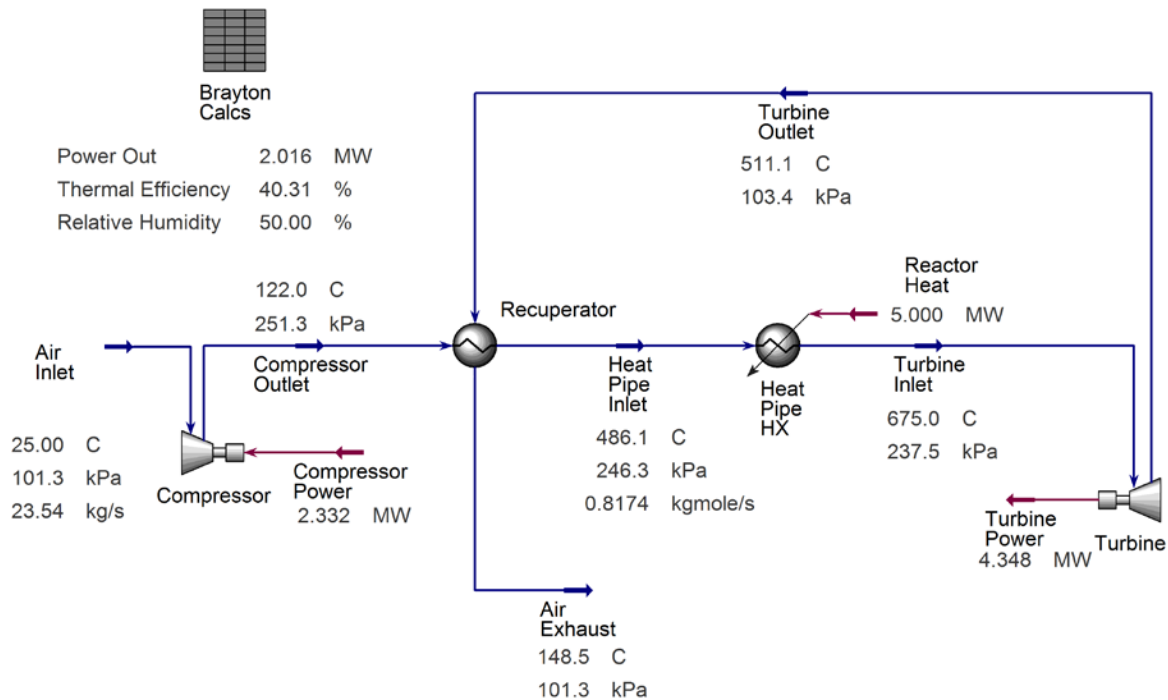 Brayton
Calcs
Power Out 2.016 MW
Thermal Efficiency 40.31 %
Relative Humidity 50.00 %
Turbine
Outlet
511.1 C
103.4 kPa
122.0 C
251.3 kPa
Compressor
Outlet
Recuperator
Reactor
Heat
5.000 MW
Air
Inlet
25.00 C
101.3 kPa
23.54 kg/s
Compressor
Compressor
Power
2.332 MW
Heat
Pipe
Inlet
486.1 C
246.3 kPa
0.8174 kgmole/s
Heat
Pipe
HX
Turbine
Inlet
675.0 C
237.5 kPa
Turbine
Power
4.348 MW
Turbine
Air
Exhaust
148.5 C
101.3 kPa